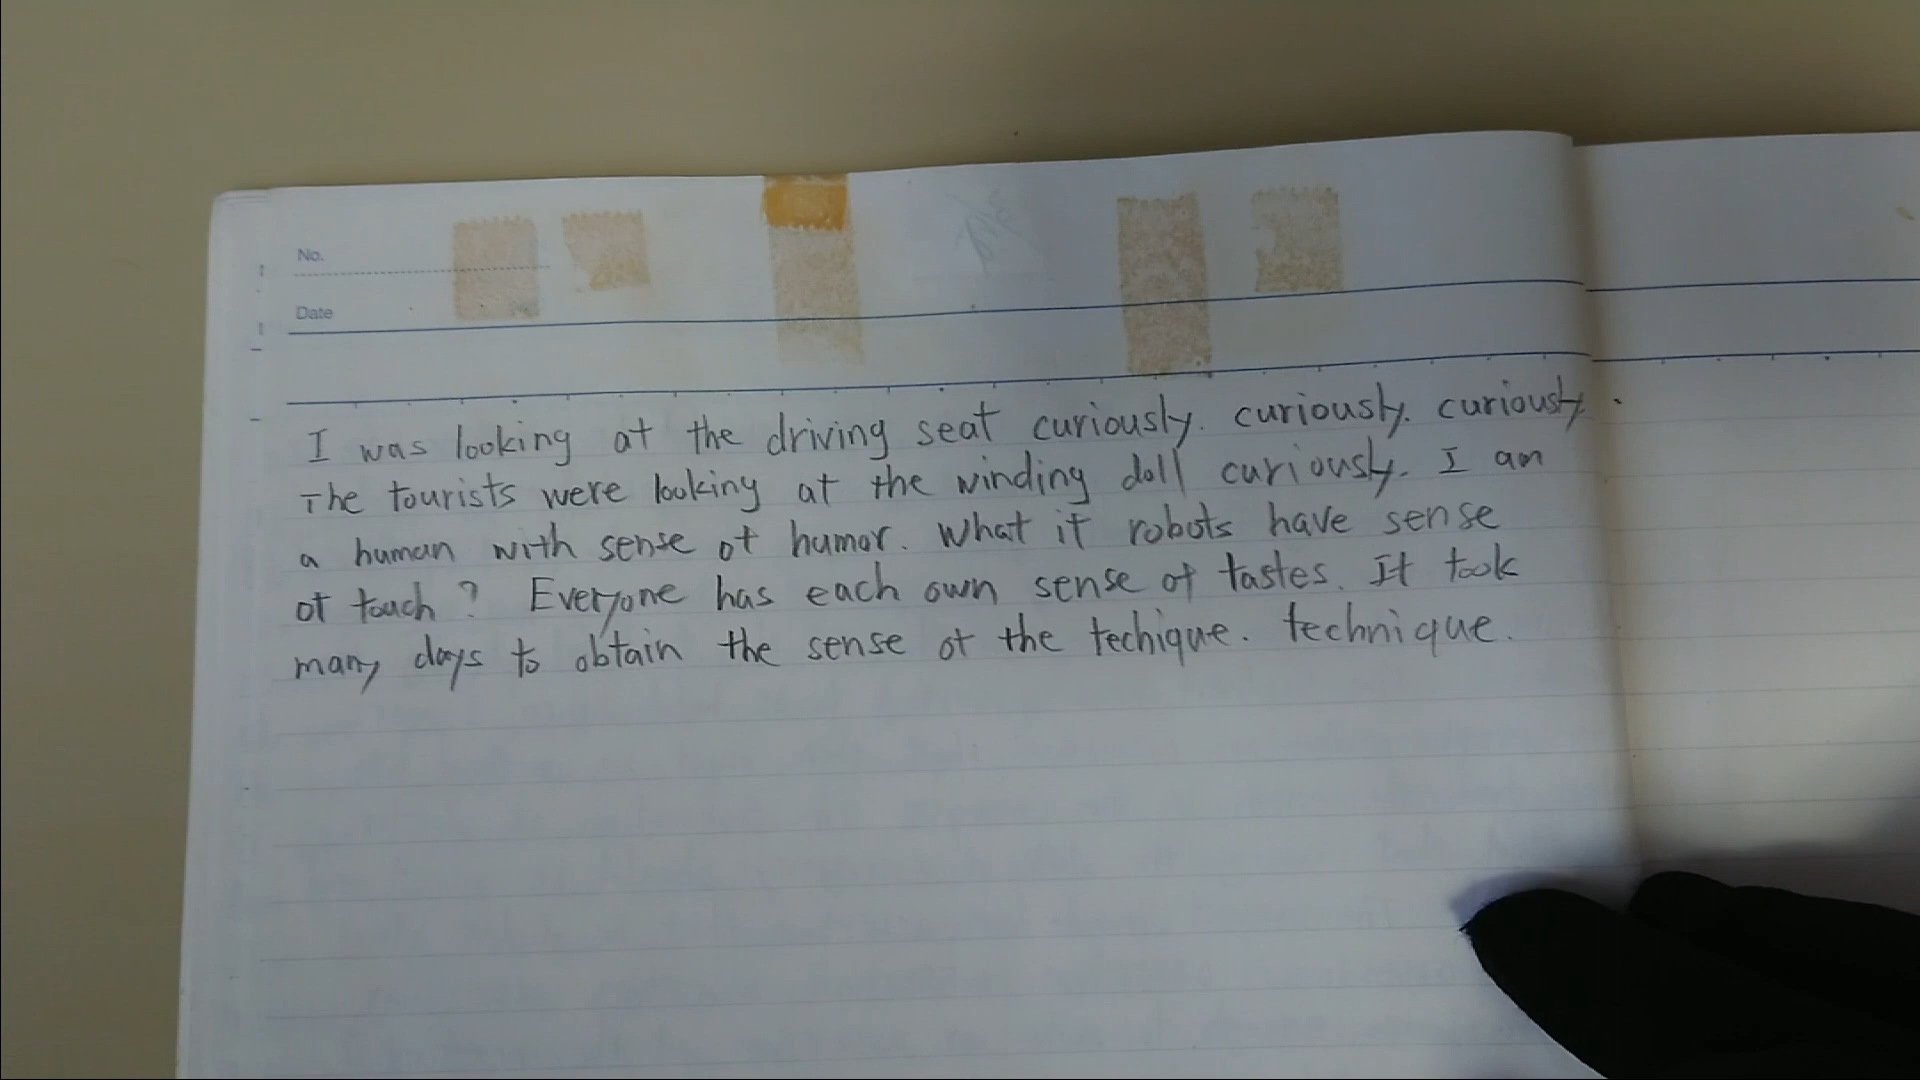 No.
Date
I was looking at the driving seat curiously. curiously. curiously.
The tourists were looking at the winding doll curiously. I am
a human with sense of humor. What if robots have sense
of touch? Everyone has each own sense of tastes. It took
many days to obtain the sense of the techique. technique.